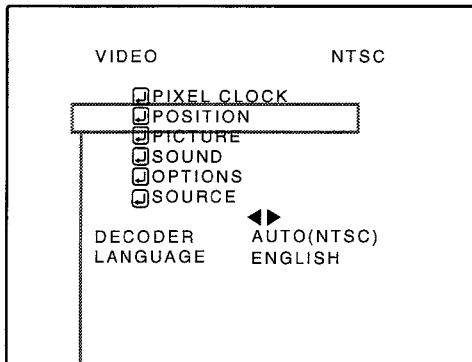 VIDEO NTSC
PIXEL CLOCK
POSITION
PICTURE
SOUND
OPTIONS
SOURCE
DECODER AUTO(NTSC)
LANGUAGE ENGLISH